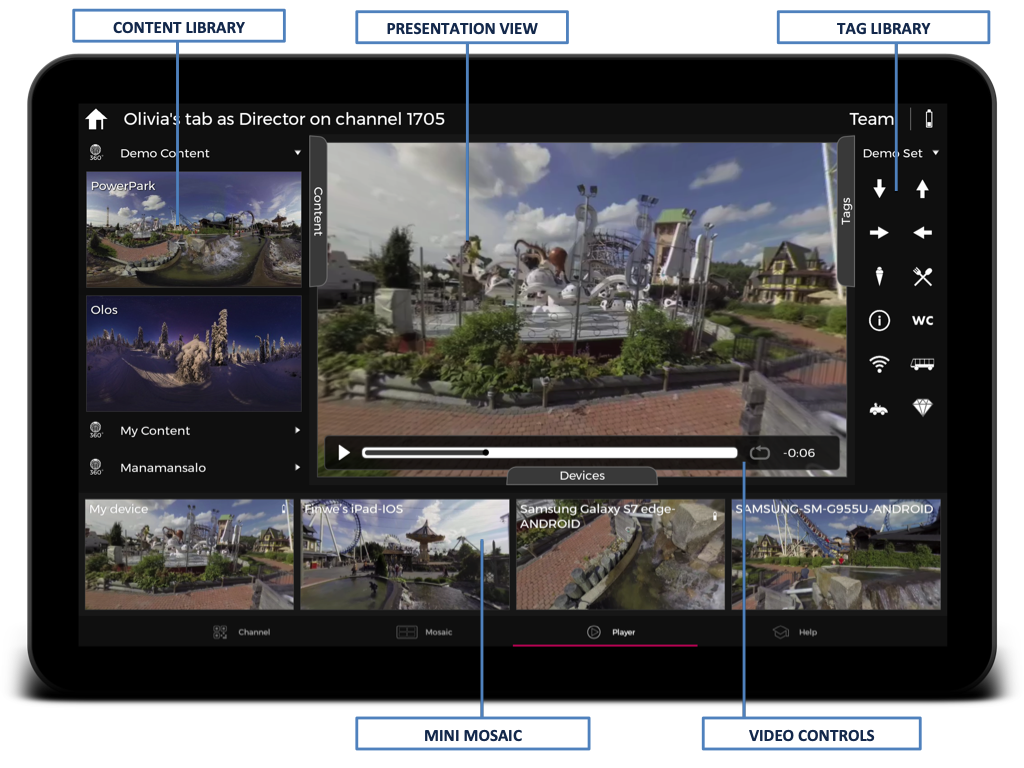 CONTENT LIBRARY
PRESENTATION VIEW
TAG LIBRARY
Olivia's tab as Director on channel 1705
Team
360°
Demo Content
PowerPark
Olos
360°
My Content
360°
Manamansalo
Content
Tags
Demo Set
WC
-0:06
Devices
My device
Finwe's iPad-IOS
Samsung Galaxy S7 edge-
ANDROID
SAMSUNG-SM-G955U-ANDROID
Channel
Mosaic
Player
Help
MINI MOSAIC
VIDEO CONTROLS